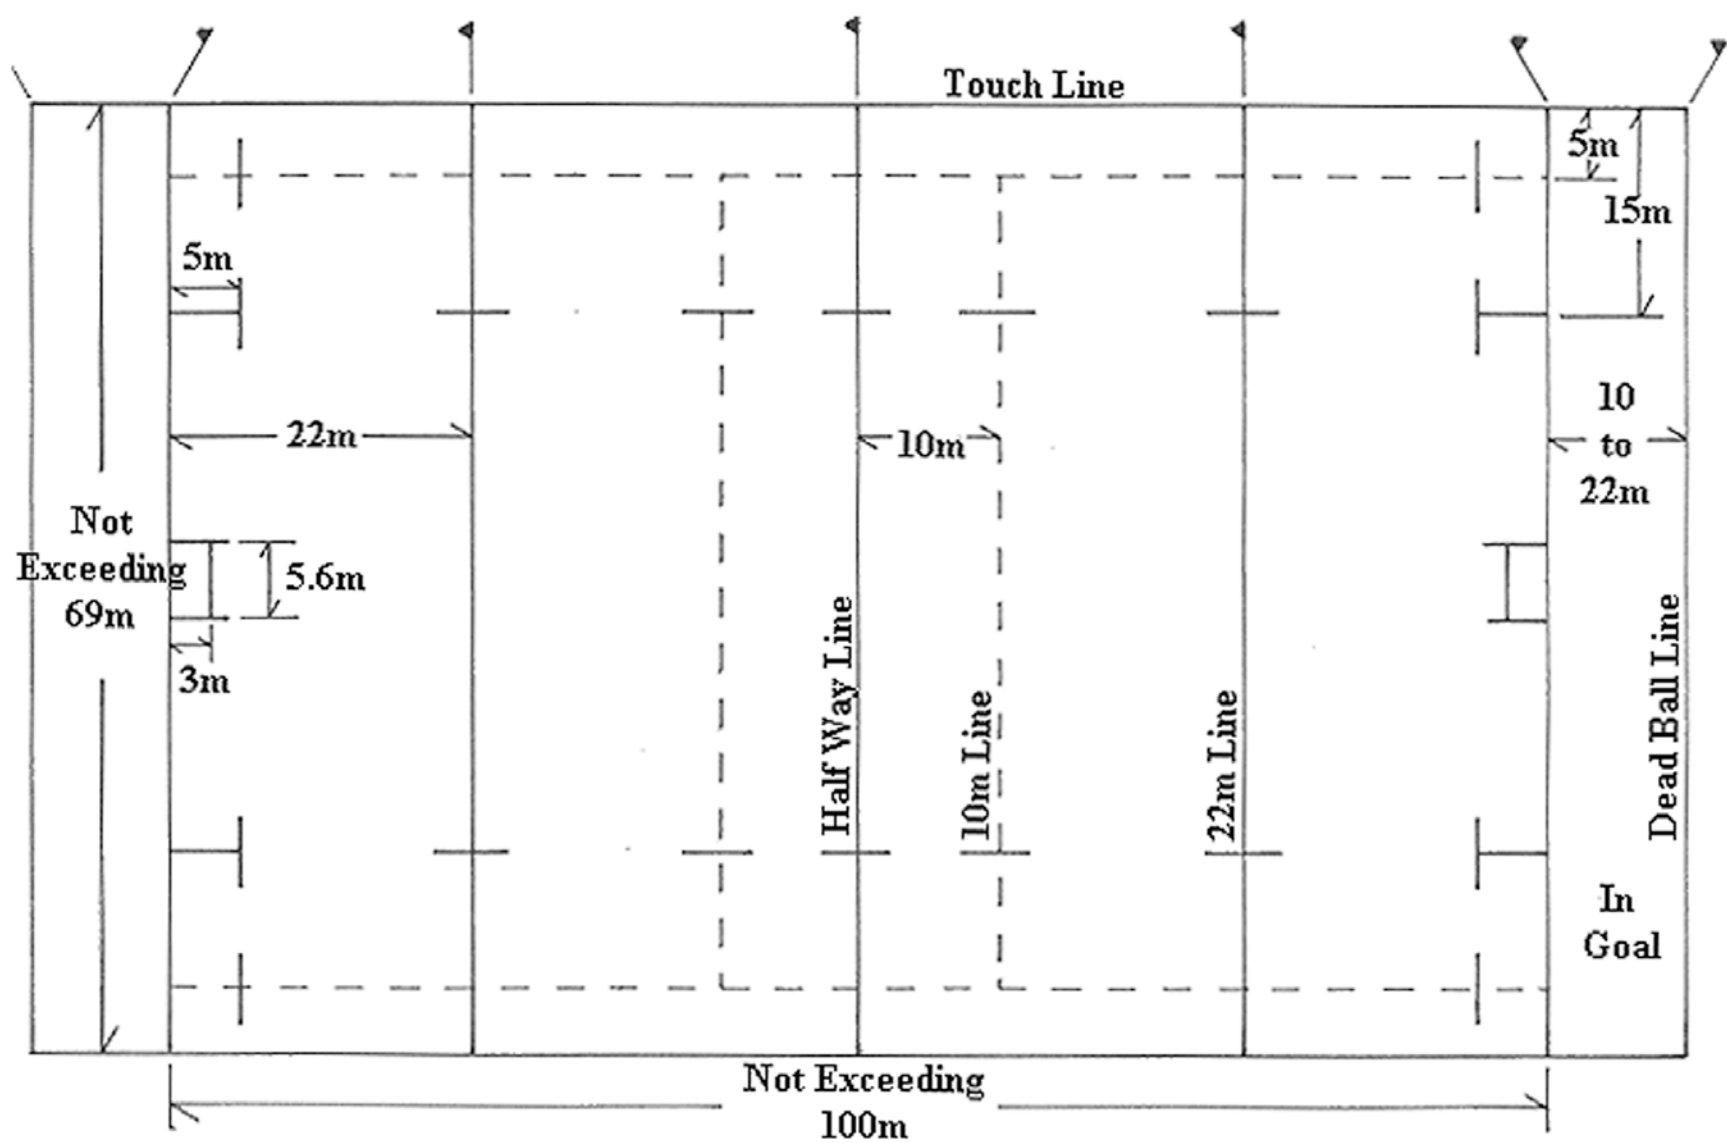 Touch Line
5m
15m
5m
10
to
22m
22m
10m
Not
Exceeding
69m
5.6m
3m
Half Way Line
10m Line
22m Line
Dead Ball Line
In
Goal
Not Exceeding
100m